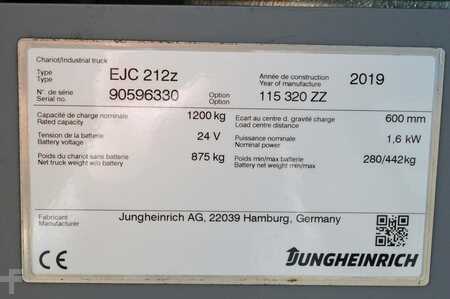 Chariot/Industrial truck
Type EJC 212z Année de construction 2019
Type Year of manufacture
N° de série 90596330 Option 115 320 ZZ
Serial no. Option
Capacité de charge nominale 1200 kg Ecart au centre d. gravité charge 600 mm
Rated capacity Load centre distance
Tension de la batterie 24 V Puissance nominale 1,6 kW
Battery voltage Nominal power
Poids du chariot sans batterie 875 kg Poids min/max batterie 280/442kg
Net truck weight w/o battery Battery net weight min/max
Fabricant Jungheinrich AG, 22039 Hamburg, Germany
Manufacturer
CE JUNGHEINRICH